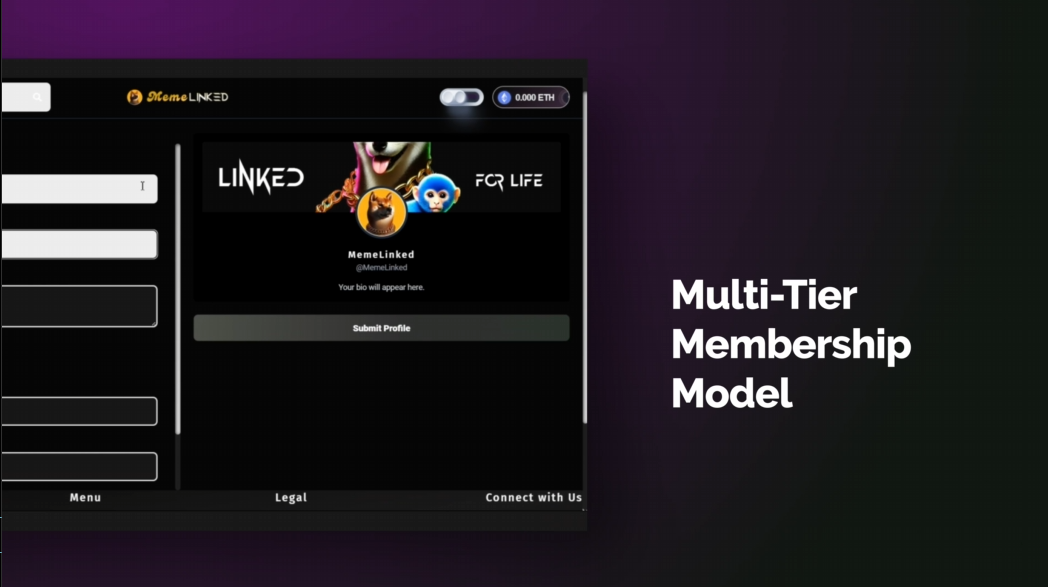 MemeLINKED
0.000 ETH
LINKED
FOR LIFE
MemeLinked
@MemeLinked
Your bio will appear here.
Submit Profile
Menu
Legal
Connect with Us
Multi-Tier
Membership
Model